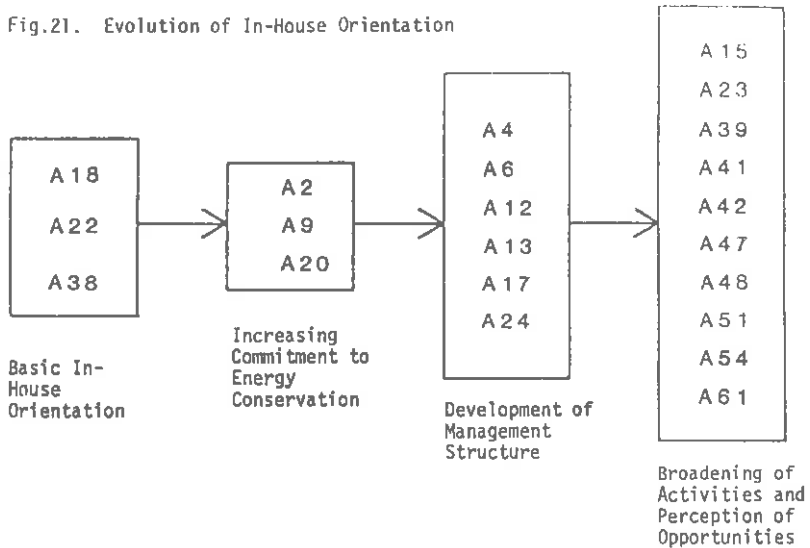 Fig.21. Evolution of In-House Orientation
A18
A22
A38
Basic In-
House
Orientation
A2
A9
A20
Increasing
Commitment to
Energy
Conservation
A4
A6
A12
A13
A17
A24
Development of
Management
Structure
A15
A23
A39
A41
A42
A47
A48
A51
A54
A61
Broadening of
Activities and
Perception of
Opportunities